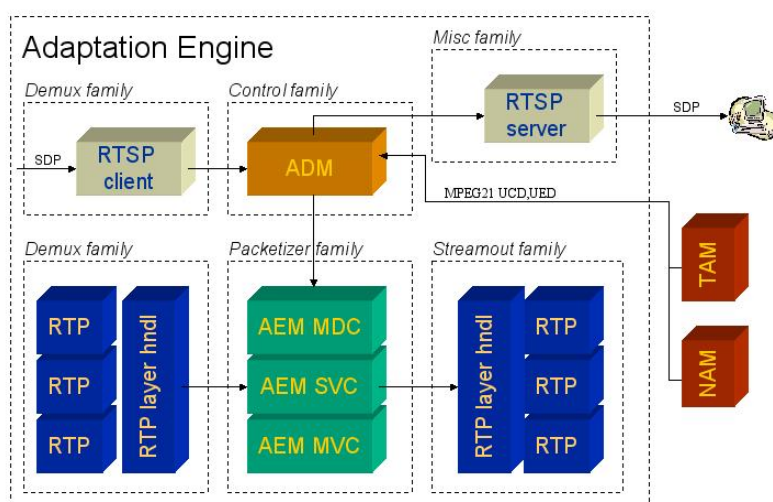 Adaptation Engine
Misc family
Demux family
Control family
SDP
RTSP
client
ADM
RTSP
server
SDP
MPEG21 UCD,UED
TAM
NAM
Demux family
Packetizer family
Streamout family
RTP
RTP
RTP
RTP layer hndl
AEM MDC
AEM SVC
AEM MVC
RTP layer hndl
RTP
RTP
RTP